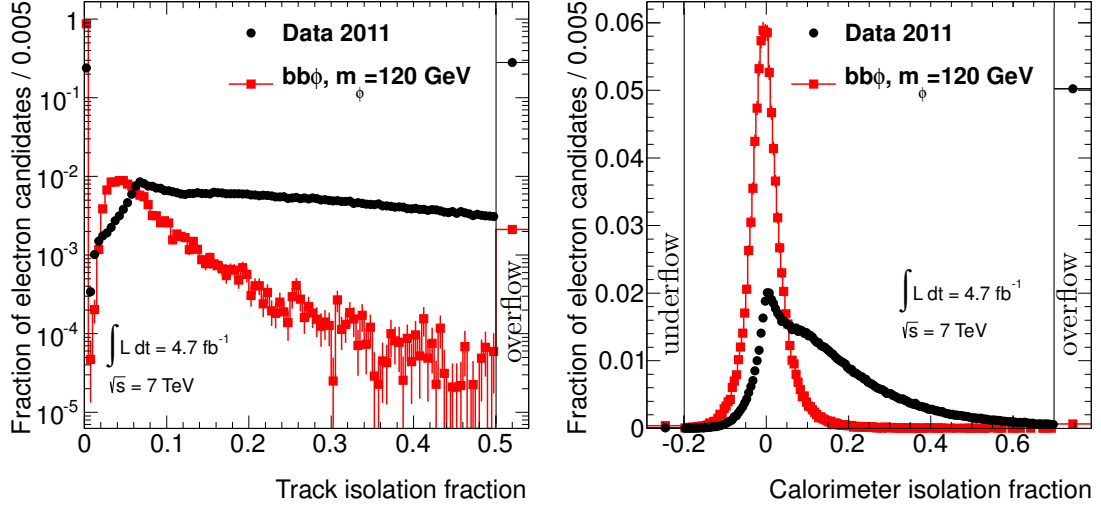 Fraction of electron candidates / 0.005
1
10⁻¹
10⁻²
10⁻³
10⁻⁴
10⁻⁵
Data 2011
bbφ, m_φ=120 GeV
∫ L dt = 4.7 fb⁻¹
√s = 7 TeV
overflow
0 0.1 0.2 0.3 0.4 0.5
Track isolation fraction
Fraction of electron candidates / 0.005
0.06
0.05
0.04
0.03
0.02
0.01
0
Data 2011
bbφ, m_φ=120 GeV
underflow
∫ L dt = 4.7 fb⁻¹
√s = 7 TeV
overflow
-0.2 0 0.2 0.4 0.6
Calorimeter isolation fraction